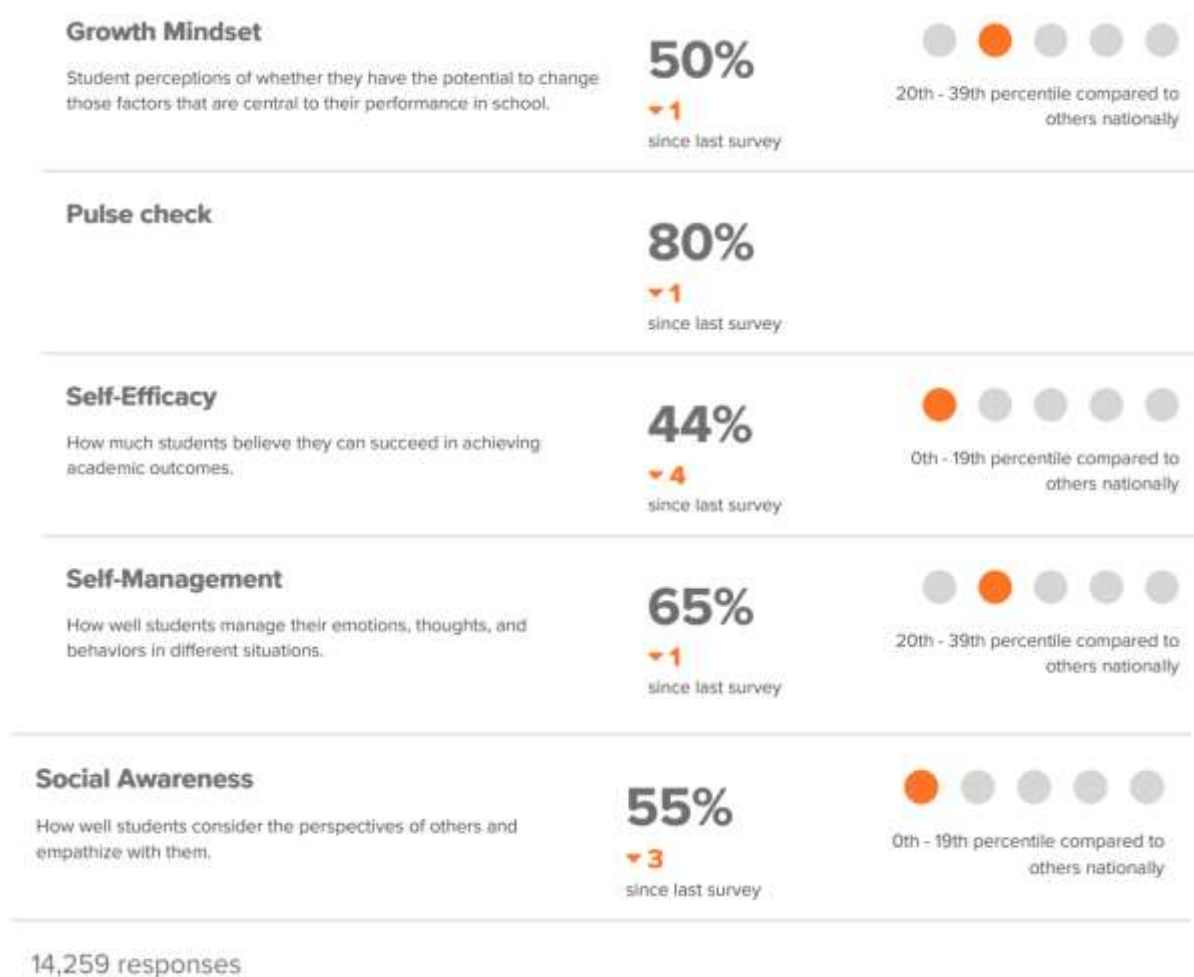 Growth Mindset
Student perceptions of whether they have the potential to change
those factors that are central to their performance in school.
50%
1
since last survey
20th - 39th percentile compared to
others nationally
Pulse check
80%
1
since last survey
Self-Efficacy
How much students believe they can succeed in achieving
academic outcomes.
44%
4
since last survey
0th - 19th percentile compared to
others nationally
Self-Management
How well students manage their emotions, thoughts, and
behaviors in different situations.
65%
1
since last survey
20th - 39th percentile compared to
others nationally
Social Awareness
How well students consider the perspectives of others and
empathize with them.
55%
3
since last survey
0th - 19th percentile compared to
others nationally
14,259 responses